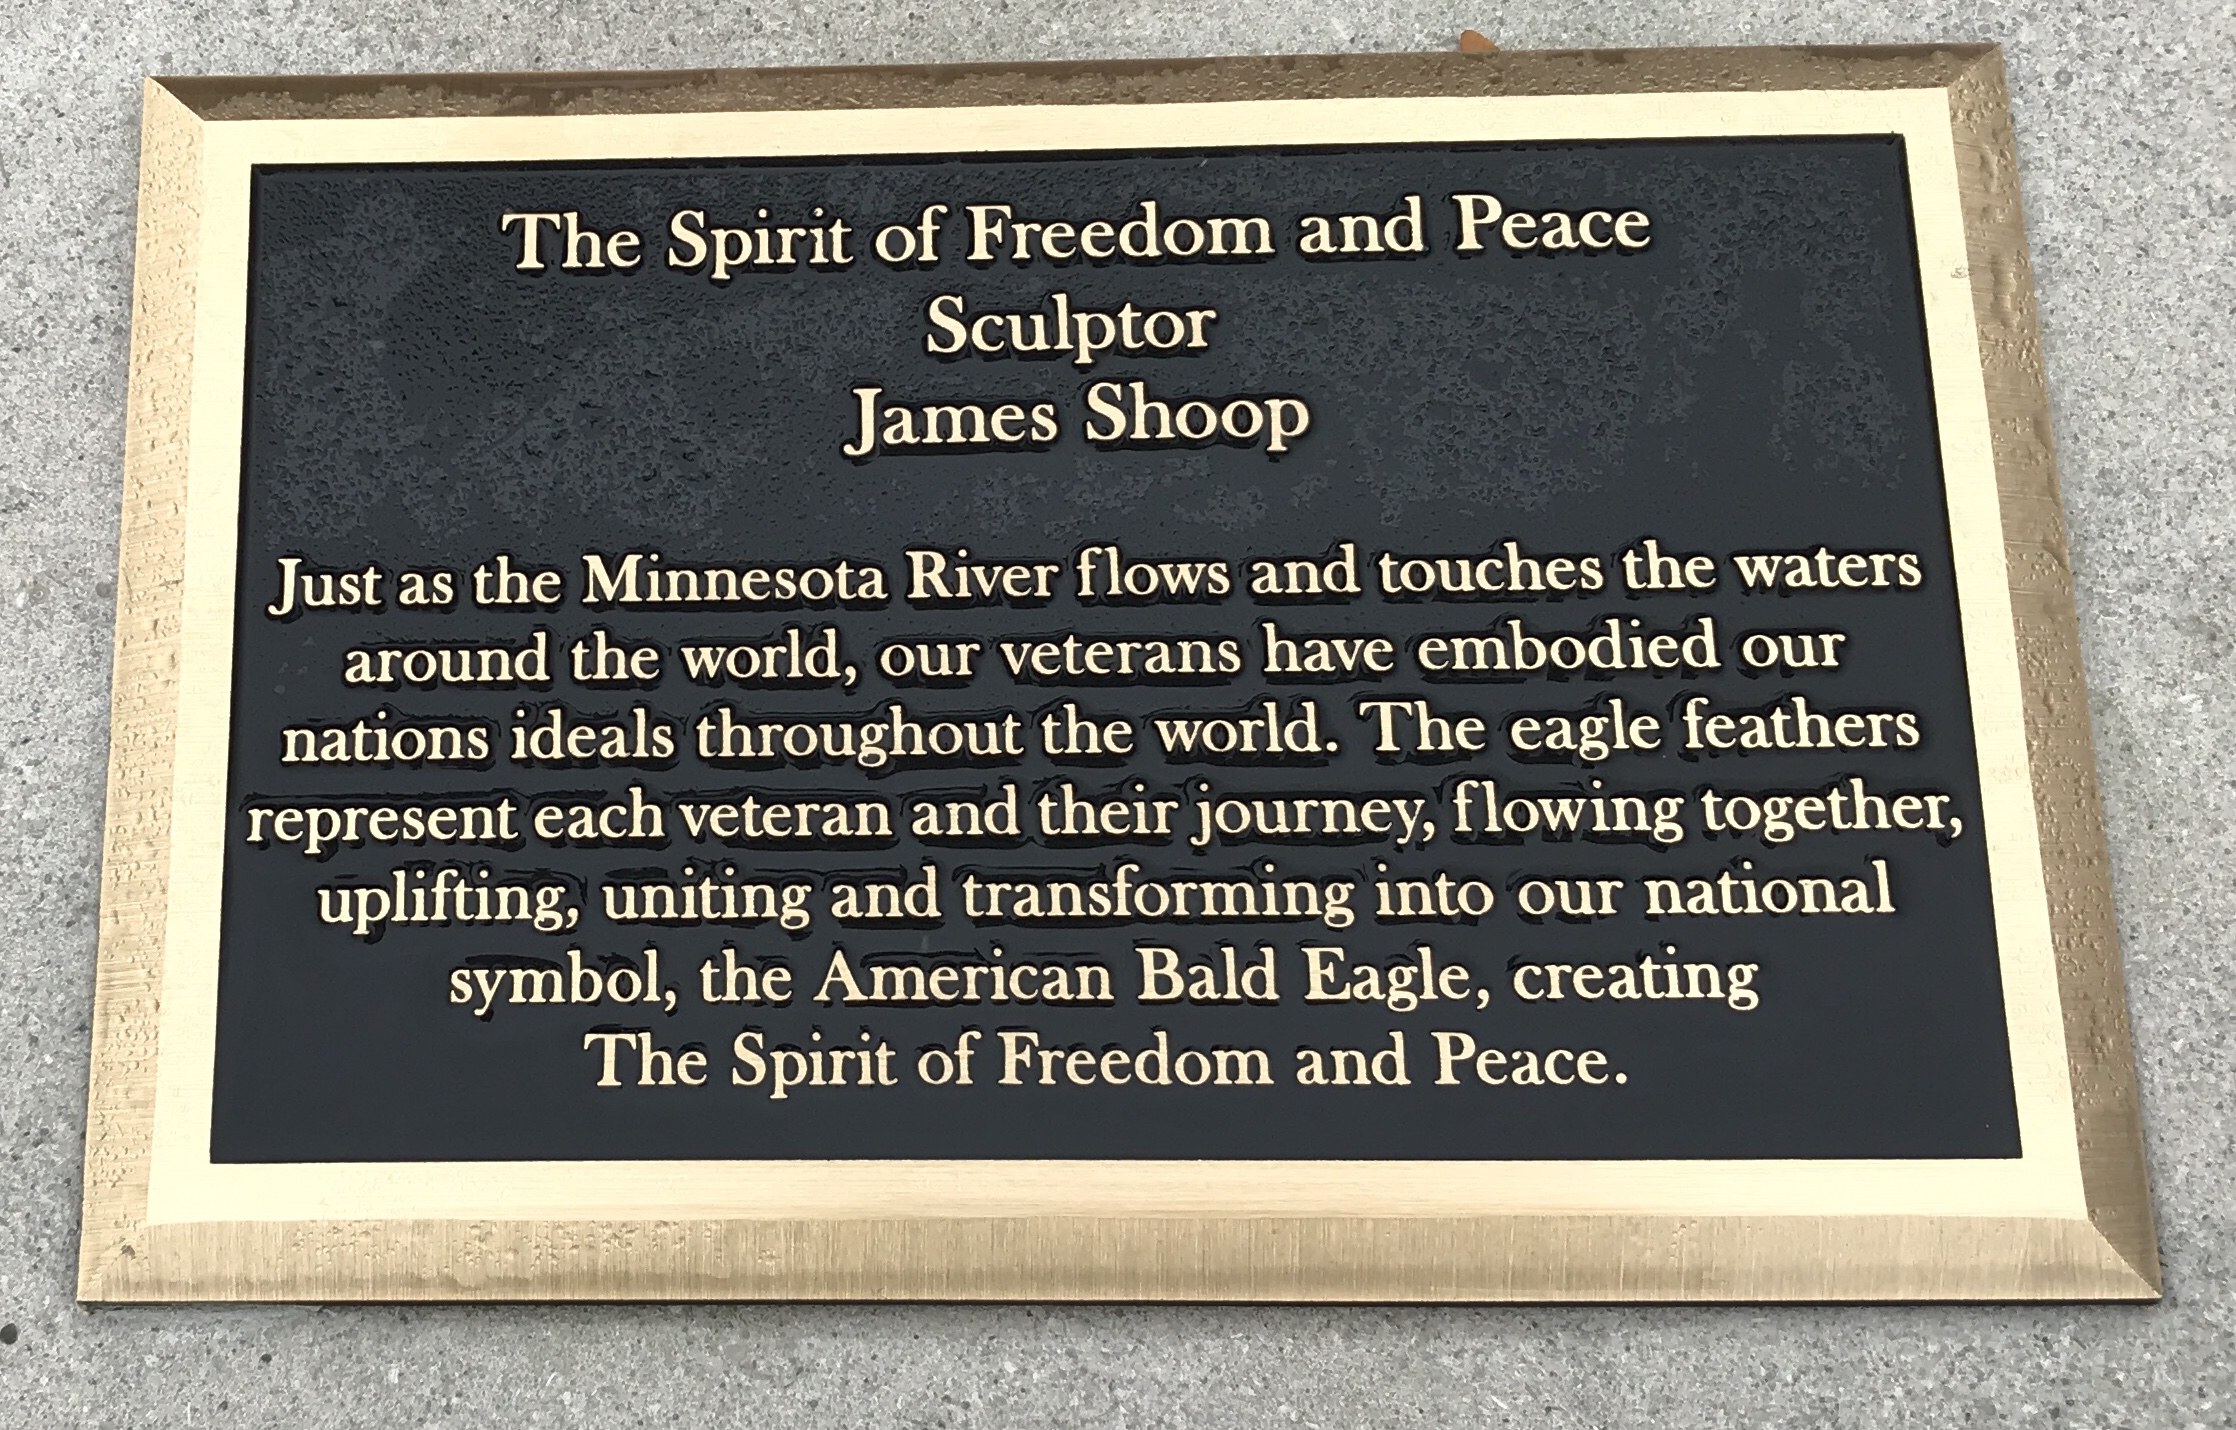 The Spirit of Freedom and Peace
Sculptor
James Shoop
Just as the Minnesota River flows and touches the waters
around the world, our veterans have embodied our
nations ideals throughout the world. The eagle feathers
represent each veteran and their journey, flowing together,
uplifting, uniting and transforming into our national
symbol, the American Bald Eagle, creating
The Spirit of Freedom and Peace.